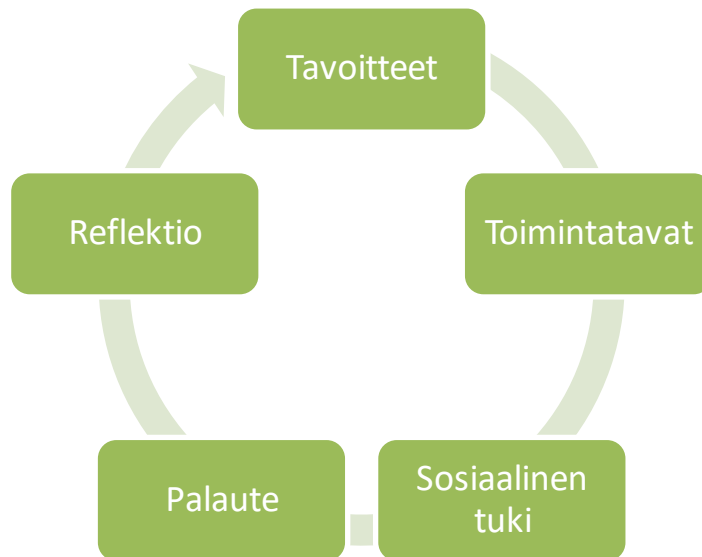 Tavoitteet
Toimintatavat
Sosiaalinen
tuki
Palaute
Reflektio